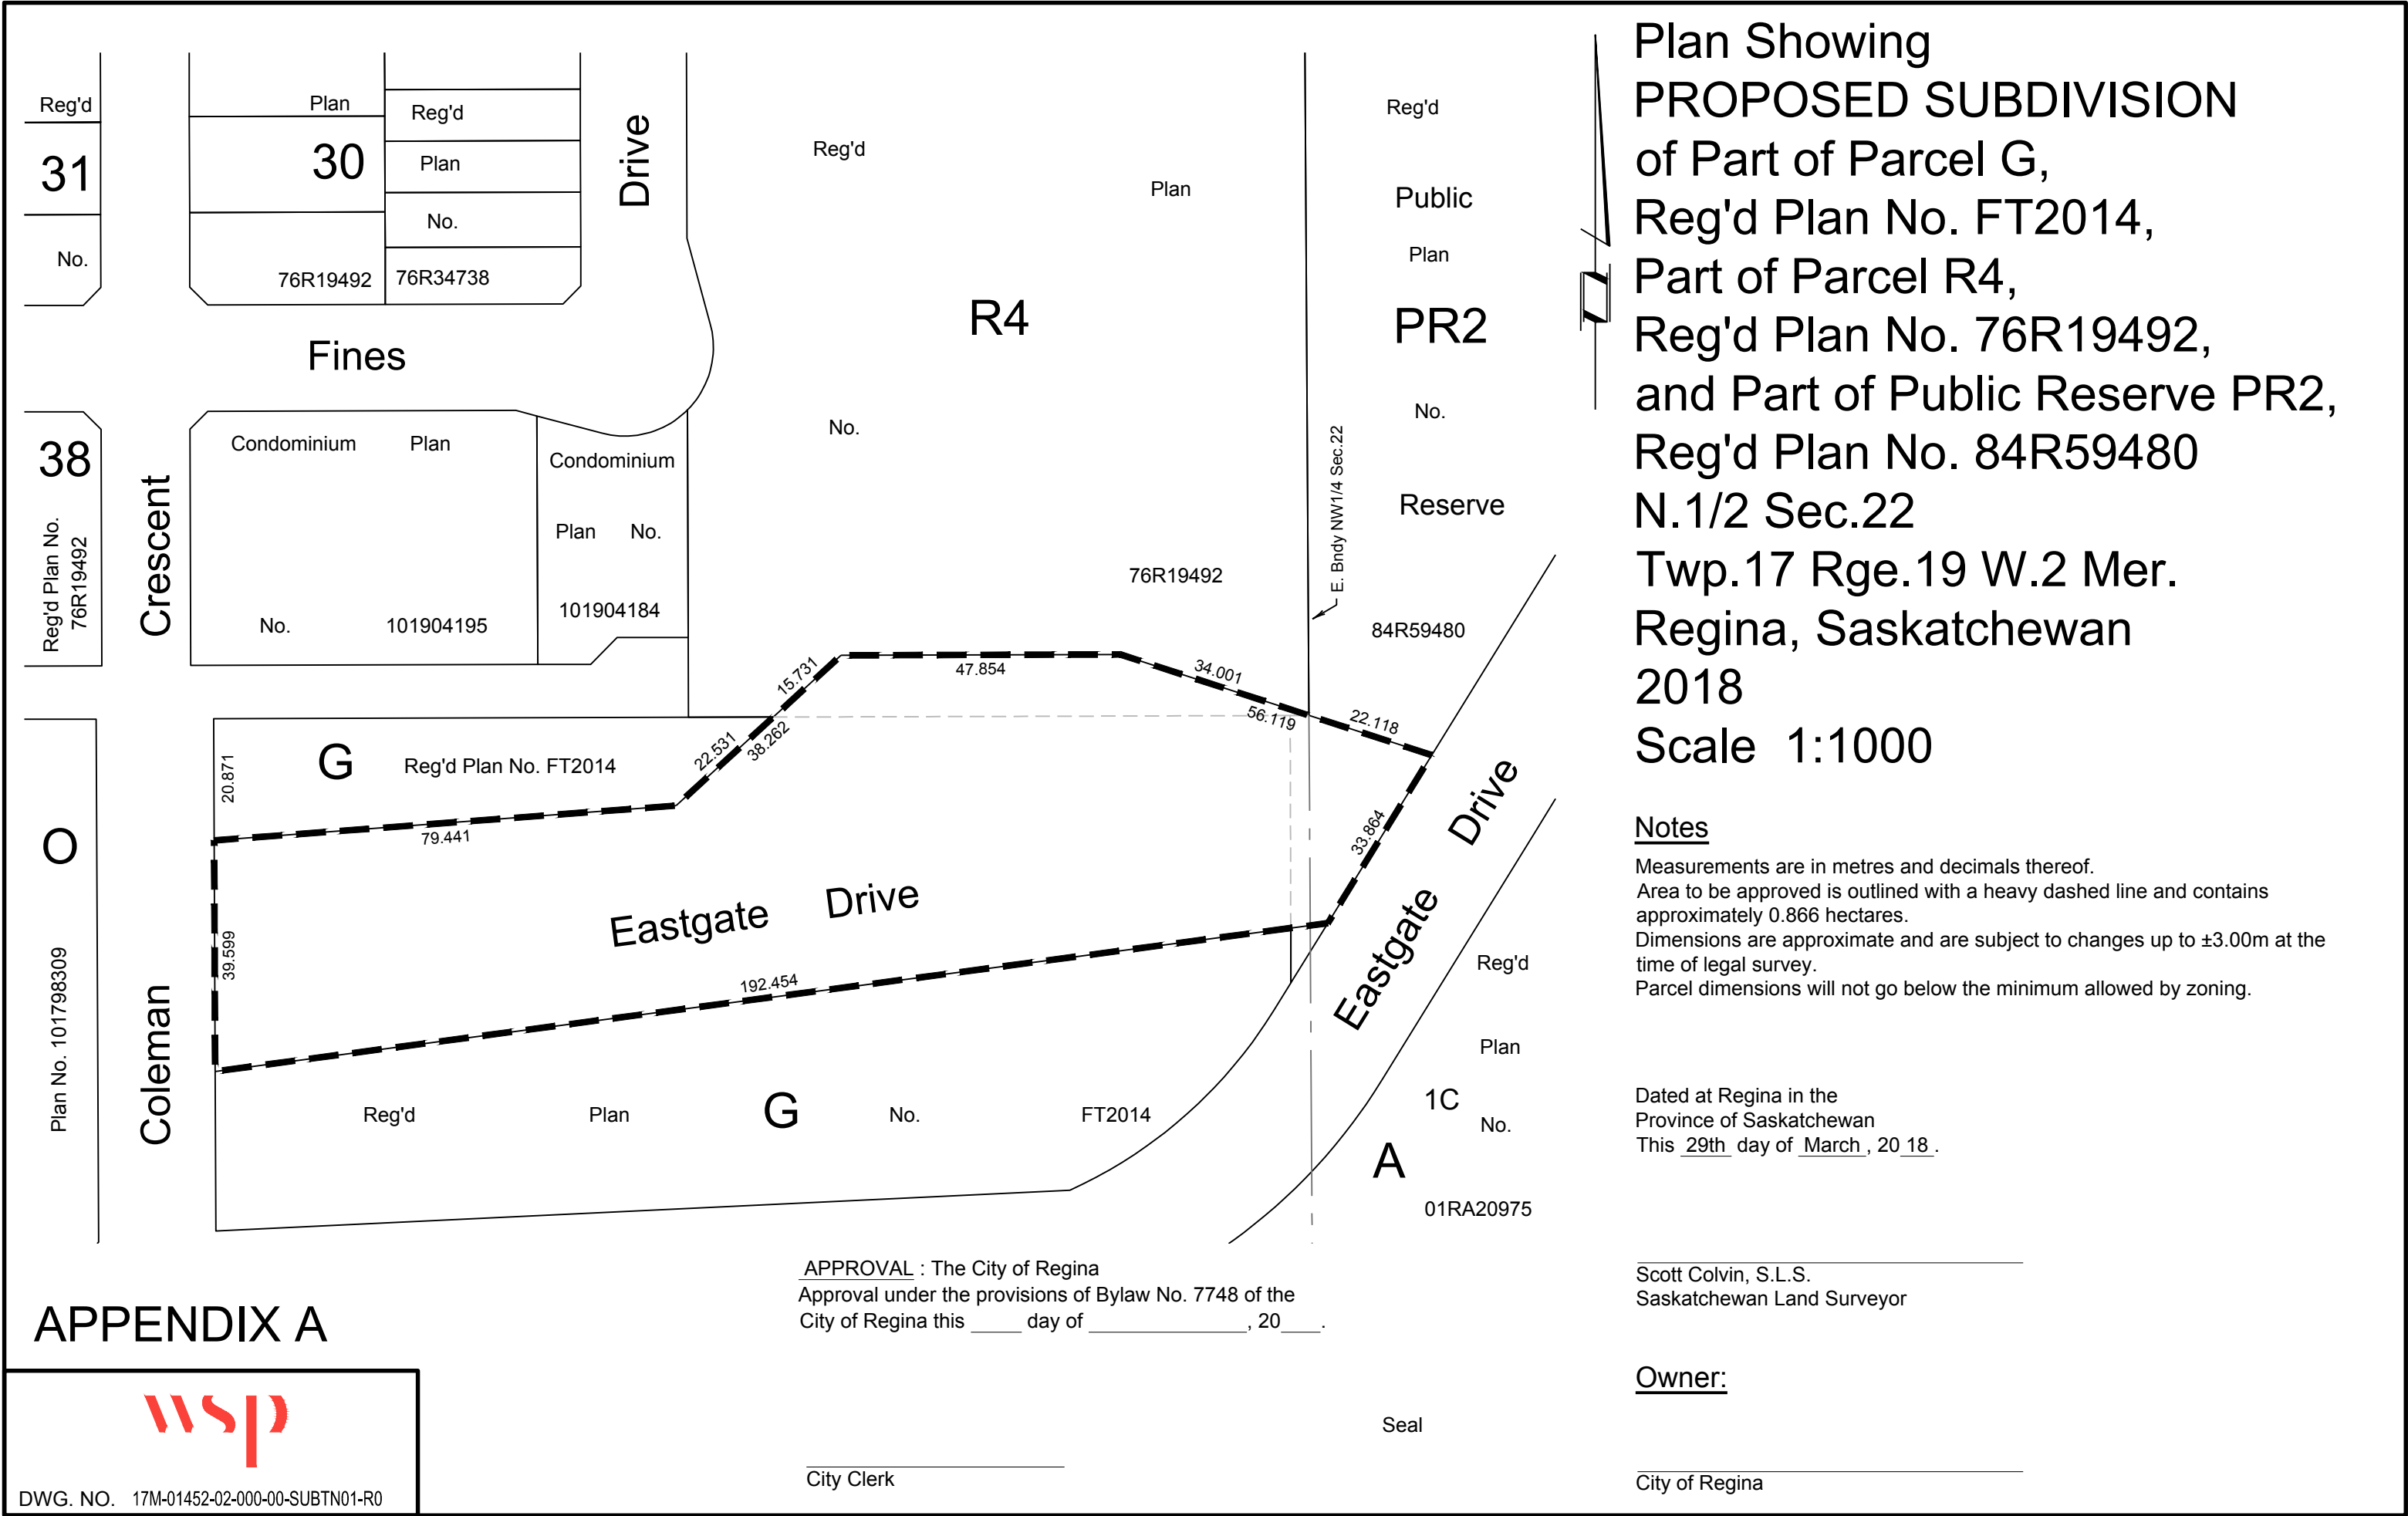 Plan Showing
PROPOSED SUBDIVISION
of Part of Parcel G,
Reg'd Plan No. FT2014,
Part of Parcel R4,
Reg'd Plan No. 76R19492,
and Part of Public Reserve PR2,
Reg'd Plan No. 84R59480
N.1/2 Sec.22
Twp.17 Rge.19 W.2 Mer.
Regina, Saskatchewan
2018
Scale 1:1000
Notes
Measurements are in metres and decimals thereof.
Area to be approved is outlined with a heavy dashed line and contains
approximately 0.866 hectares.
Dimensions are approximate and are subject to changes up to ±3.00m at the
time of legal survey.
Parcel dimensions will not go below the minimum allowed by zoning.
Dated at Regina in the
Province of Saskatchewan
This 29th day of March , 20 18 .
Scott Colvin, S.L.S.
Saskatchewan Land Surveyor
Owner:
City of Regina
Reg'd
31
No.
Plan
30
76R19492
Reg'd
Plan
No.
76R34738
Drive
Fines
Reg'd
Plan
R4
No.
76R19492
Reg'd
Public
Plan
PR2
No.
Reserve
84R59480
E. Bndy NW1/4 Sec.22
38
Reg'd Plan No.
76R19492
Crescent
Condominium Plan
No. 101904195
Condominium
Plan No.
101904184
15.731
47.854
34.001
56.119
22.118
22.531
38.262
G Reg'd Plan No. FT2014
20.871
79.441
39.599
33.864
192.454
Eastgate Drive
Eastgate Drive
O
Plan No. 101798309
Coleman
Reg'd Plan G No. FT2014
Reg'd
Plan
1C
No.
A
01RA20975
APPROVAL : The City of Regina
Approval under the provisions of Bylaw No. 7748 of the
City of Regina this _____ day of _______________, 20____.
City Clerk
Seal
APPENDIX A
wsp
DWG. NO. 17M-01452-02-000-00-SUBTN01-R0